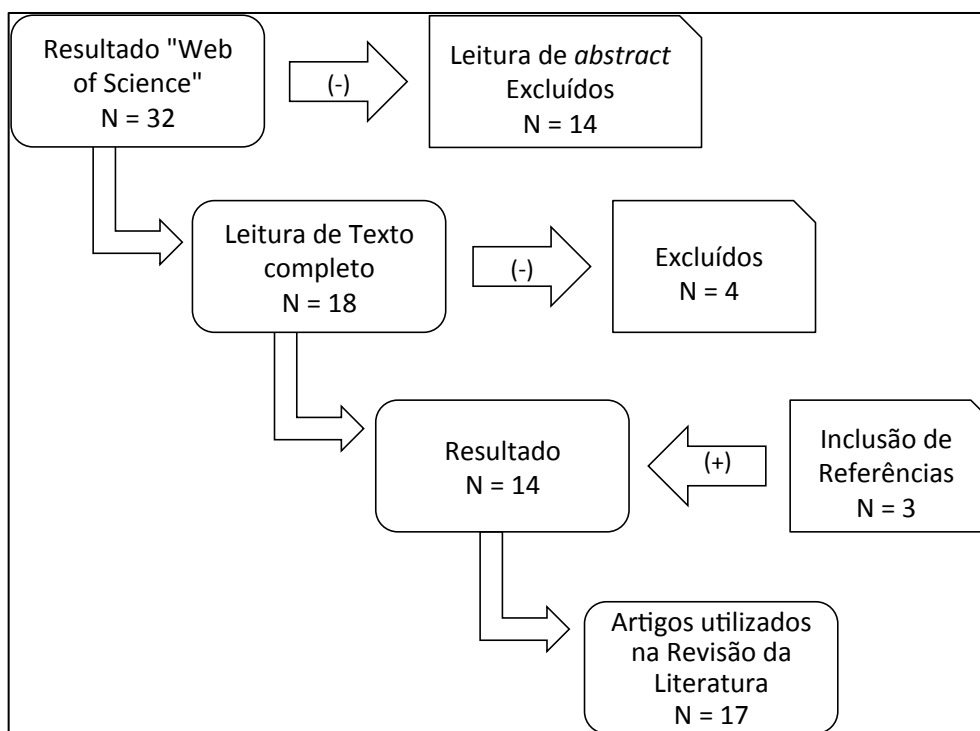 Resultado "Web
of Science"
N = 32
(-)
Leitura de abstract
Excluídos
N = 14
Leitura de Texto
completo
N = 18
(-)
Excluídos
N = 4
Resultado
N = 14
(+)
Inclusão de
Referências
N = 3
Artigos utilizados
na Revisão da
Literatura
N = 17